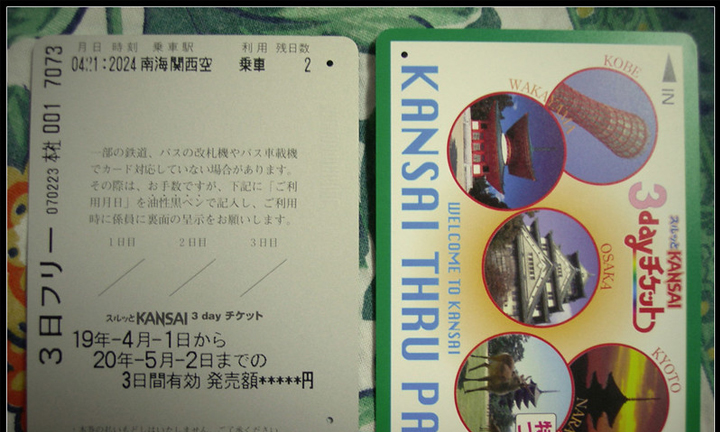 月日 時刻 乗車駅 利用 残日数
04.21:2024 南海関西空 乗車 2
3日フリー 070223 本社 001 7073
一部の鉄道、バスの改札機やバス車載機
でカード対応していない場合があります。
その際は、お手数ですが、下記に「ご利
用月日」を油性黒ペンで記入し、ご利用
時に係員に裏面の呈示をお願いします。
1日目 2日目 3日目
スルッとKANSAI 3 day チケット
19年-4月-1日から
20年-5月-2日までの
3日間有効 発売額*****円
KANSAI THRU PA
WELCOME TO KANSAI
IN
KOBE
WAKA
OSAKA
KYOTO
NARA
スルッとKANSAI
3dayチケット